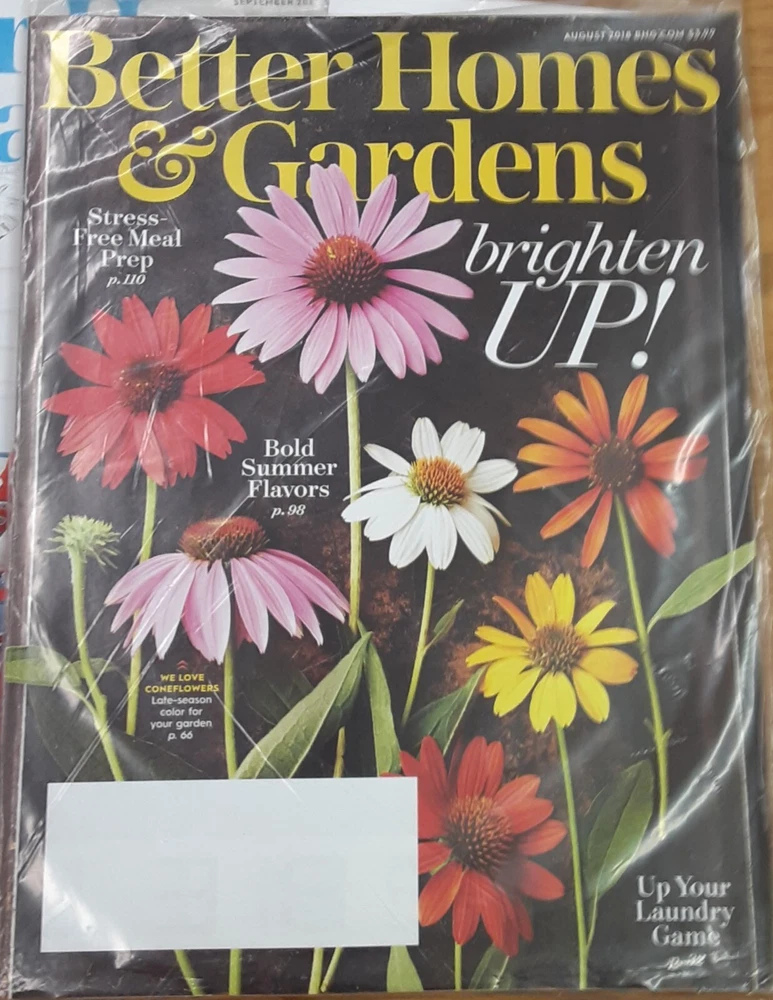 AUGUST 2018 BHG.COM $3.99
Better Homes
& Gardens
Stress-
Free Meal
Prep
p. 110
brighten
UP!
Bold
Summer
Flavors
p. 98
WE LOVE
CONEFLOWERS
Late-season
color for
your garden
p. 66
Up Your
Laundry
Game
SEPTEMBER